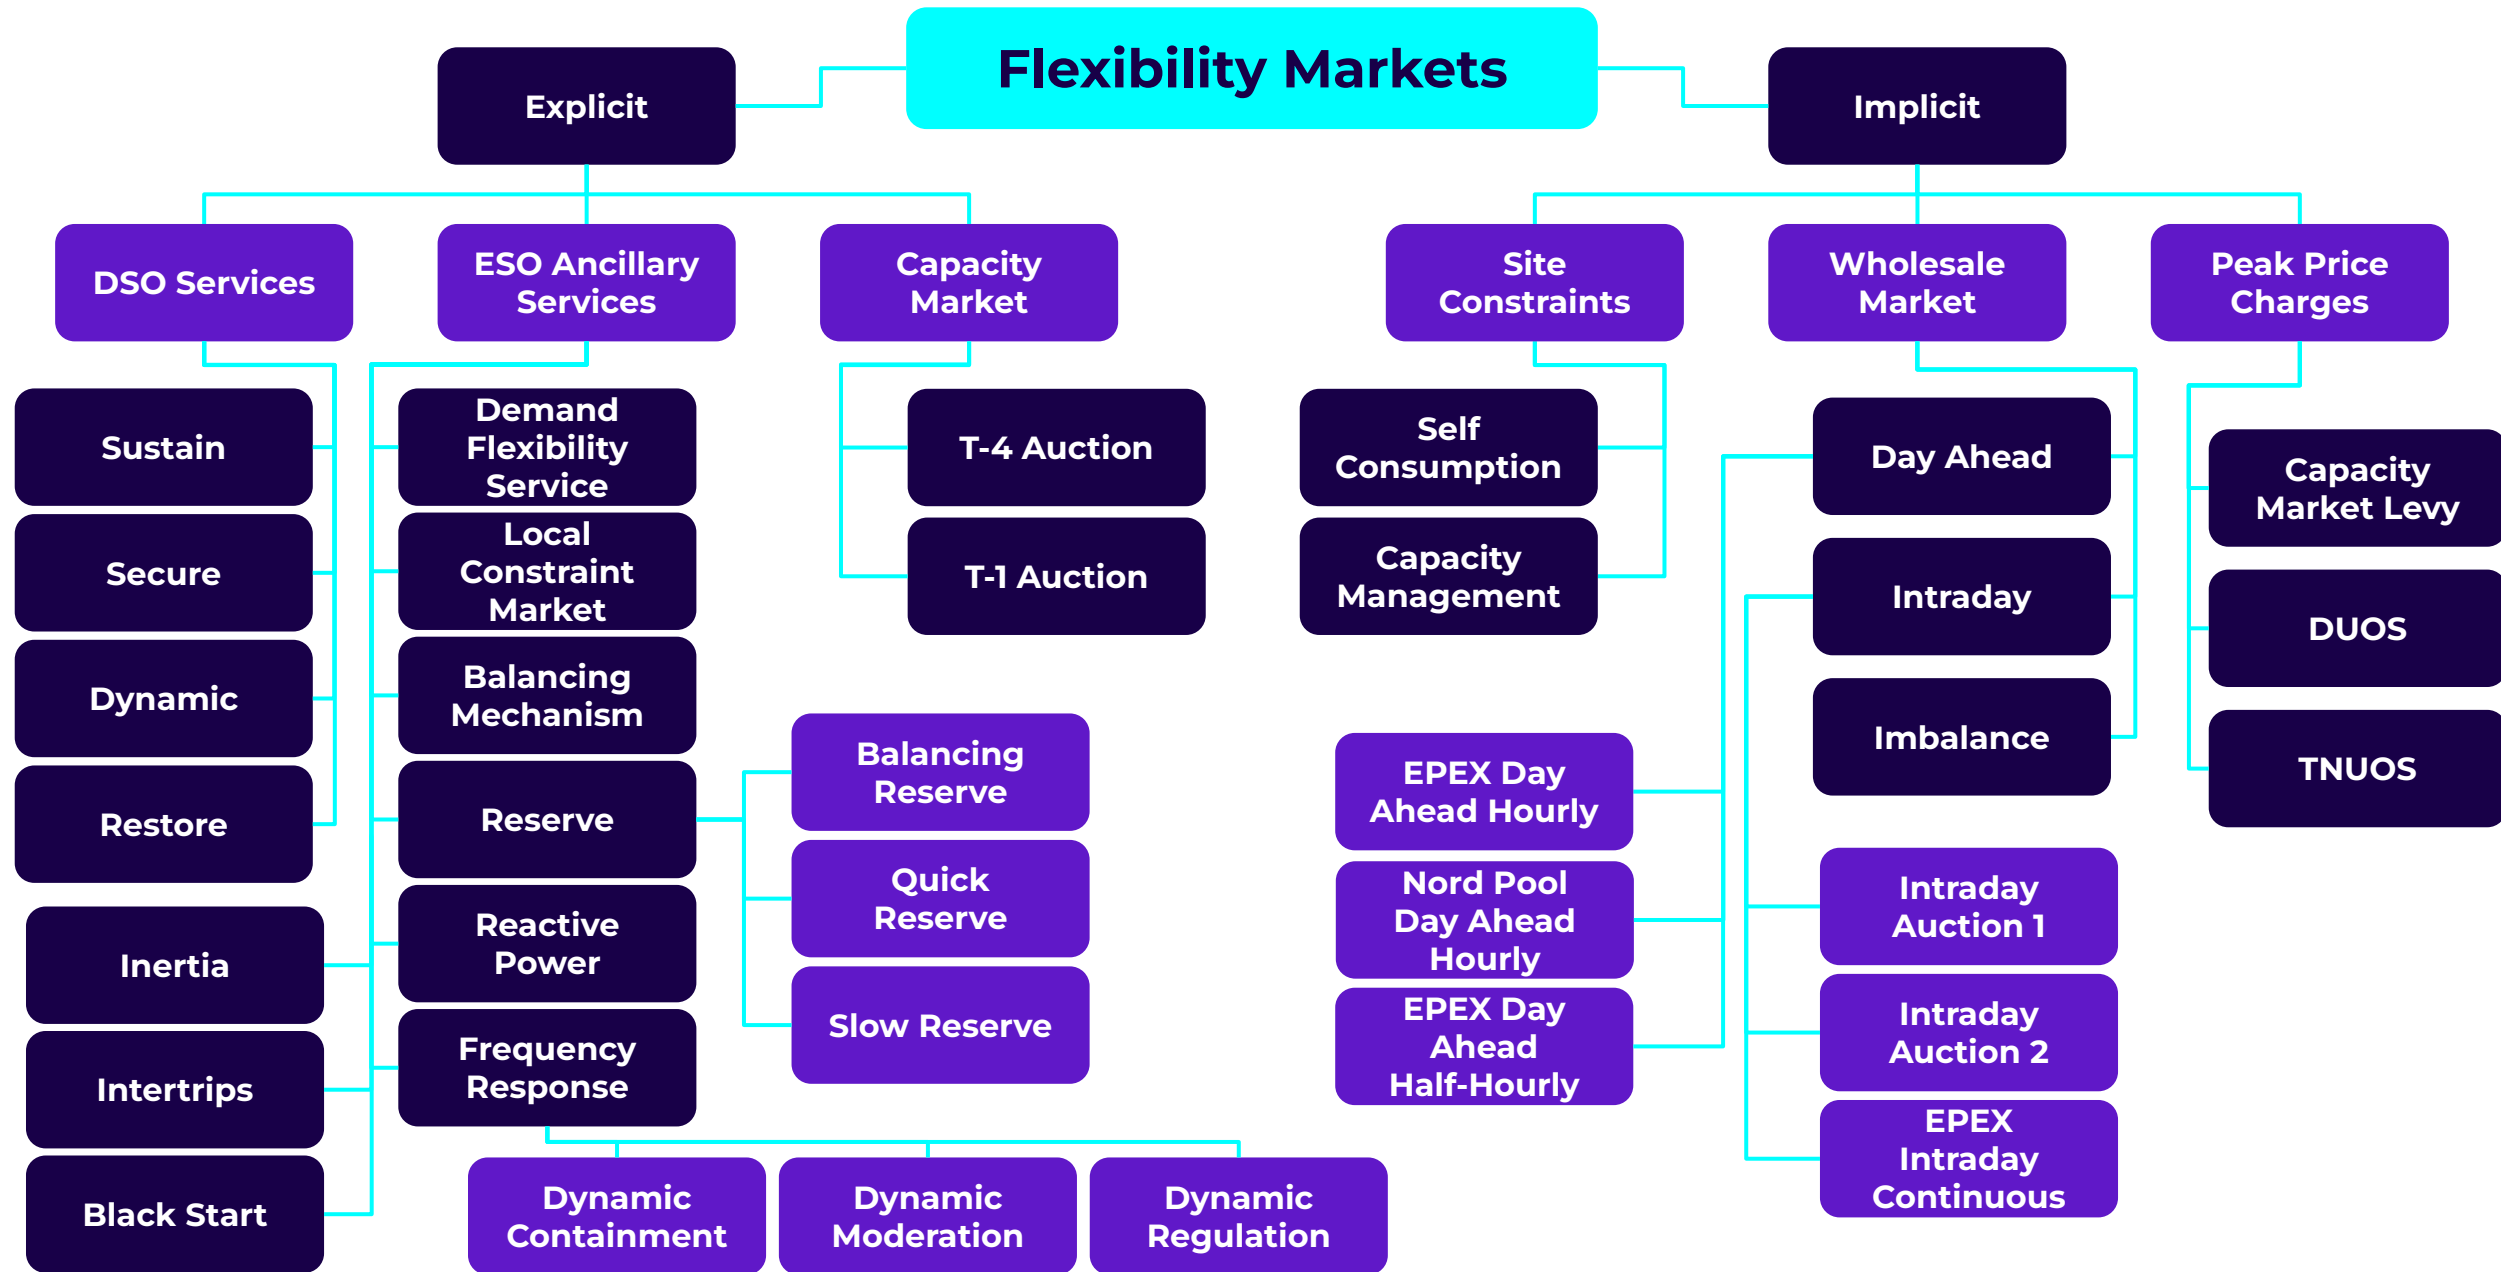 Flexibility Markets
Explicit
Implicit
DSO Services
ESO Ancillary
Services
Capacity
Market
Site
Constraints
Wholesale
Market
Peak Price
Charges
Sustain
Secure
Dynamic
Restore
Inertia
Intertrips
Black Start
Demand
Flexibility
Service
Local
Constraint
Market
Balancing
Mechanism
Reserve
Reactive
Power
Frequency
Response
Balancing
Reserve
Quick
Reserve
Slow Reserve
Dynamic
Containment
Dynamic
Moderation
Dynamic
Regulation
T-4 Auction
T-1 Auction
Self
Consumption
Capacity
Management
Day Ahead
Intraday
Imbalance
EPEX Day
Ahead Hourly
Nord Pool
Day Ahead
Hourly
EPEX Day
Ahead
Half-Hourly
Intraday
Auction 1
Intraday
Auction 2
EPEX
Intraday
Continuous
Capacity
Market Levy
DUOS
TNUOS